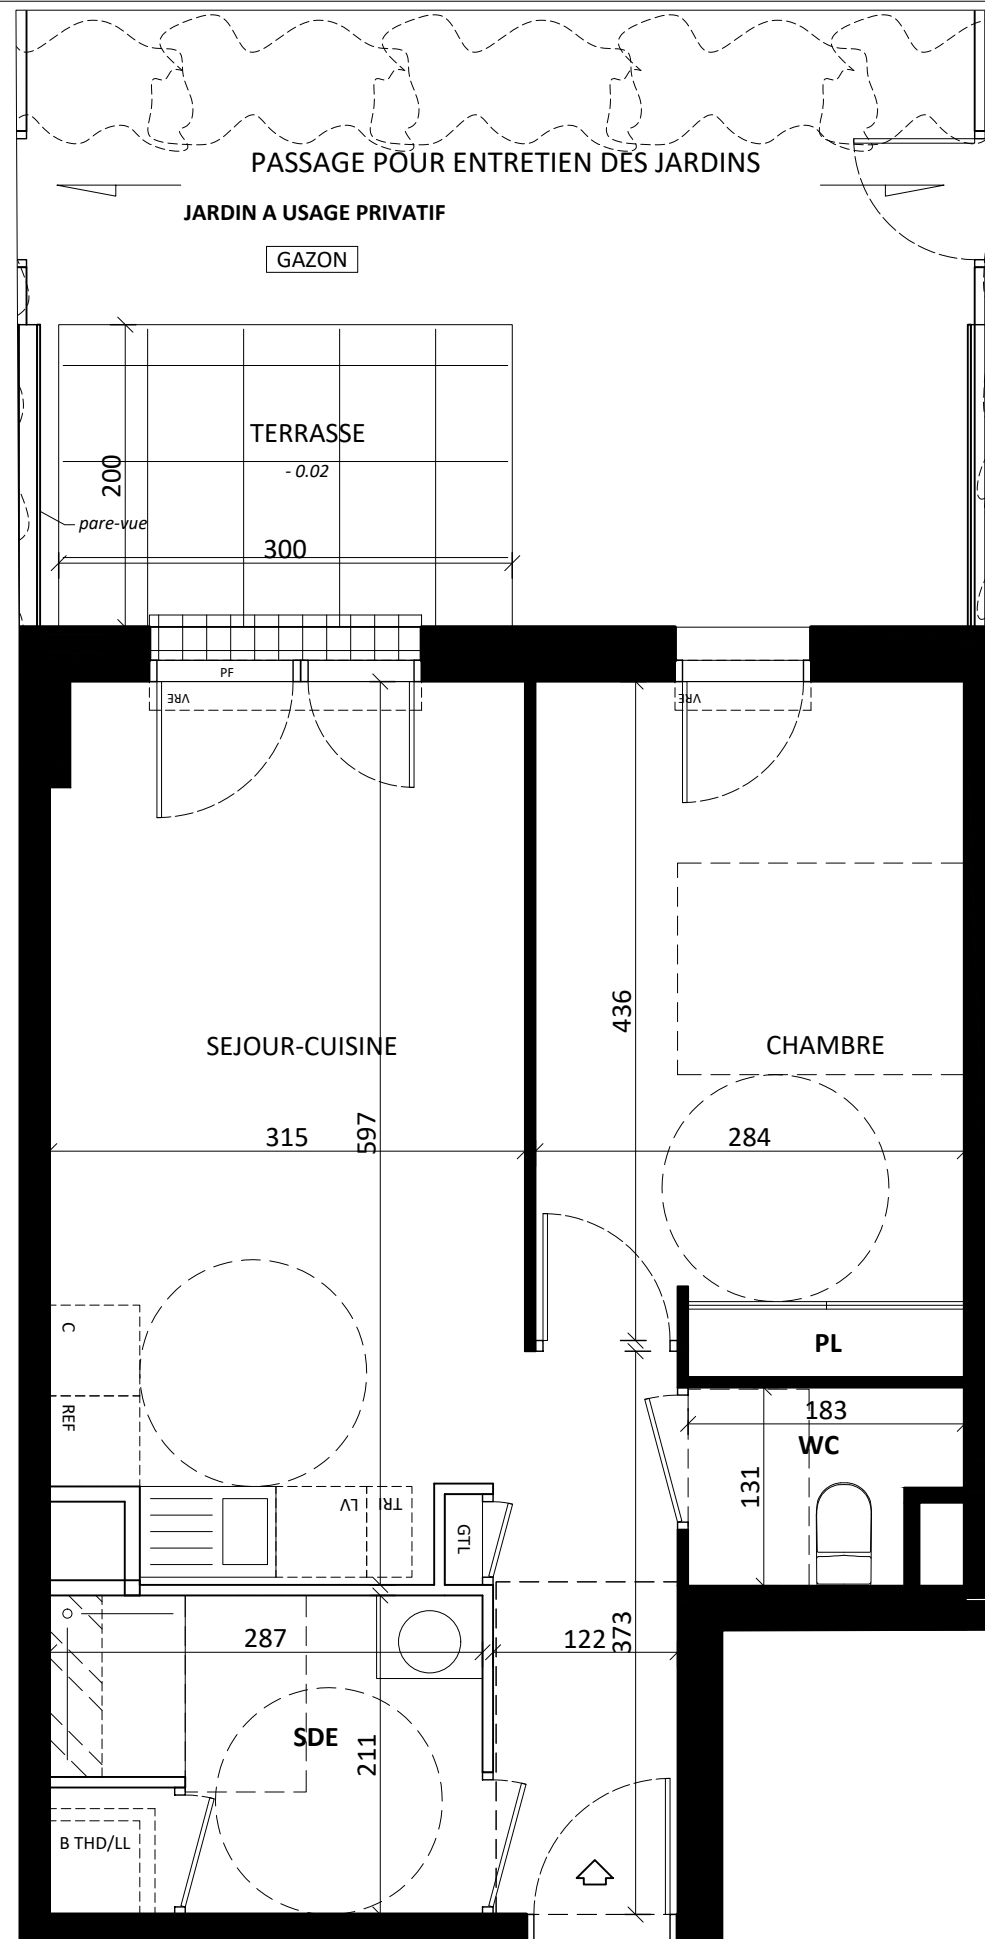 PASSAGE POUR ENTRETIEN DES JARDINS
JARDIN A USAGE PRIVATIF
GAZON
TERRASSE
- 0.02
200
pare-vue
300
PF
VRE
VRE
436
SEJOUR-CUISINE
CHAMBRE
597
315
284
C
REF
PL
183
WC
131
LV
TRI
GTL
287
122
373
SDE
211
B THD/LL